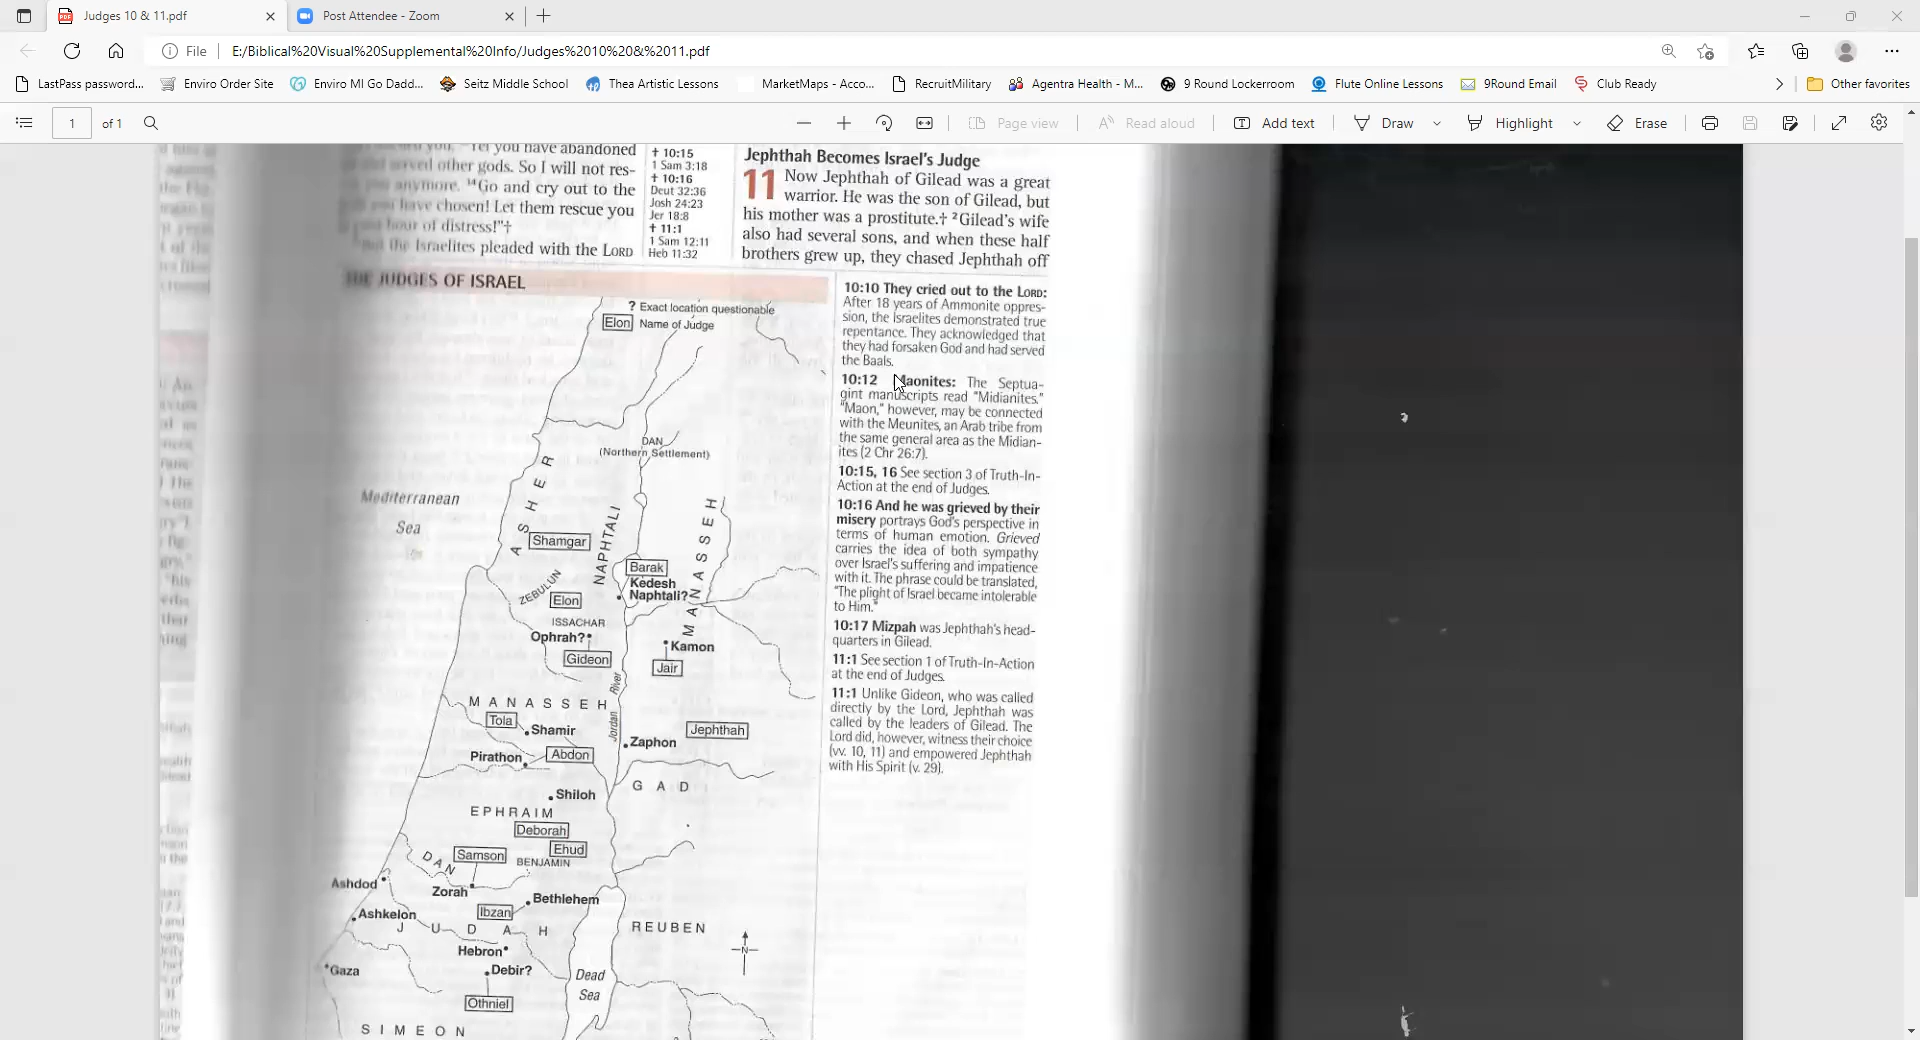 Judges 10 & 11.pdf
Post Attendee - Zoom
File
E:/Biblical%20Visual%20Supplemental%20Info/Judges%2010%20&%2011.pdf
LastPass password...
Enviro Order Site
Enviro MI Go Dadd...
Seitz Middle School
Thea Artistic Lessons
MarketMaps - Acco...
RecruitMilitary
Agentra Health - M...
9 Round Lockerroom
Flute Online Lessons
9Round Email
Club Ready
Other favorites
1 of 1
Page view
Read aloud
Add text
Draw
Highlight
Erase
you have abandoned
served other gods. So I will not res-
anymore. 14Go and cry out to the
have chosen! Let them rescue you
hour of distress!"†
the Israelites pleaded with the LORD
† 10:15
1 Sam 3:18
† 10:16
Deut 32:36
Josh 24:23
Jer 18:8
† 11:1
1 Sam 12:11
Heb 11:32
Jephthah Becomes Israel's Judge
11 Now Jephthah of Gilead was a great
warrior. He was the son of Gilead, but
his mother was a prostitute.† 2Gilead's wife
also had several sons, and when these half
brothers grew up, they chased Jephthah off
THE JUDGES OF ISRAEL
? Exact location questionable
Elon Name of Judge
DAN
(Northern Settlement)
Mediterranean
Sea
ASHER
NAPHTALI
MANASSEH
Shamgar
Barak
Kedesh
Naphtali?
ZEBULUN
Elon
ISSACHAR
Ophrah?
Gideon
Kamon
Jair
Jordan River
MANASSEH
Tola
Shamir
Jephthah
Zaphon
Pirathon
Abdon
GAD
Shiloh
EPHRAIM
Deborah
Ehud
DAN
Samson
BENJAMIN
Ashdod
Zorah
Bethlehem
Ibzan
Ashkelon
JUDAH
REUBEN
N
Hebron
Gaza
Debir?
Dead
Sea
Othniel
SIMEON
10:10 They cried out to the LORD:
After 18 years of Ammonite oppres-
sion, the Israelites demonstrated true
repentance. They acknowledged that
they had forsaken God and had served
the Baals.
10:12 Maonites: The Septua-
gint manuscripts read "Midianites."
"Maon," however, may be connected
with the Meunites, an Arab tribe from
the same general area as the Midian-
ites (2 Chr 26:7).
10:15, 16 See section 3 of Truth-In-
Action at the end of Judges.
10:16 And he was grieved by their
misery portrays God's perspective in
terms of human emotion. Grieved
carries the idea of both sympathy
over Israel's suffering and impatience
with it. The phrase could be translated,
"The plight of Israel became intolerable
to Him."
10:17 Mizpah was Jephthah's head-
quarters in Gilead.
11:1 See section 1 of Truth-In-Action
at the end of Judges.
11:1 Unlike Gideon, who was called
directly by the Lord, Jephthah was
called by the leaders of Gilead. The
Lord did, however, witness their choice
(vv. 10, 11) and empowered Jephthah
with His Spirit (v. 29).